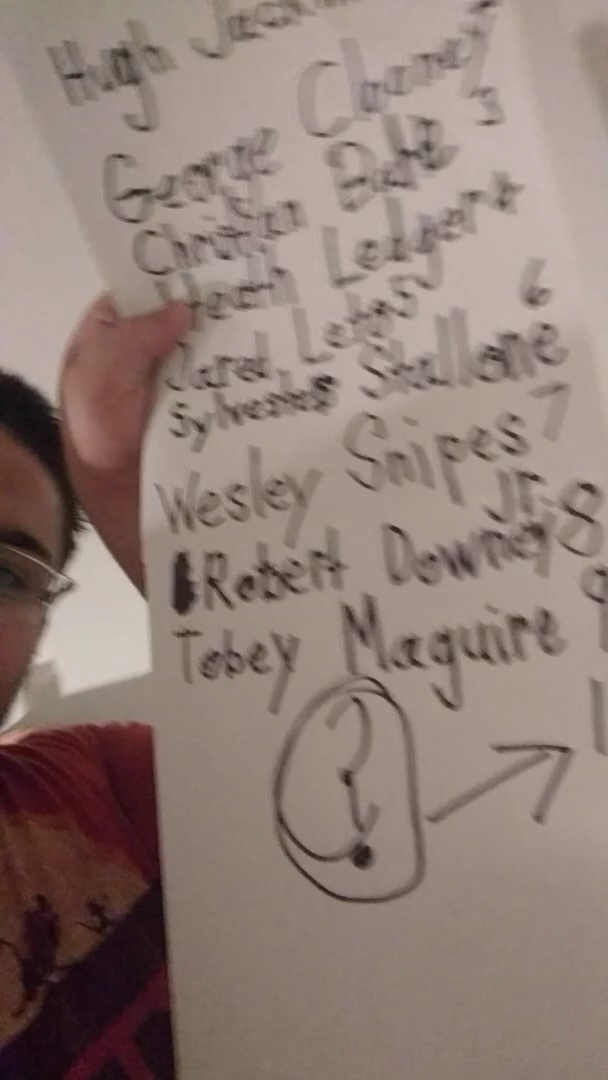 Hugh
George Clooney
Christian Bale 3
Heath Ledger 4
Jared Leto 5
6
Sylvester Stallone
Wesley Snipes 7
Robert Downey Jr. 8
Tobey Maguire
?